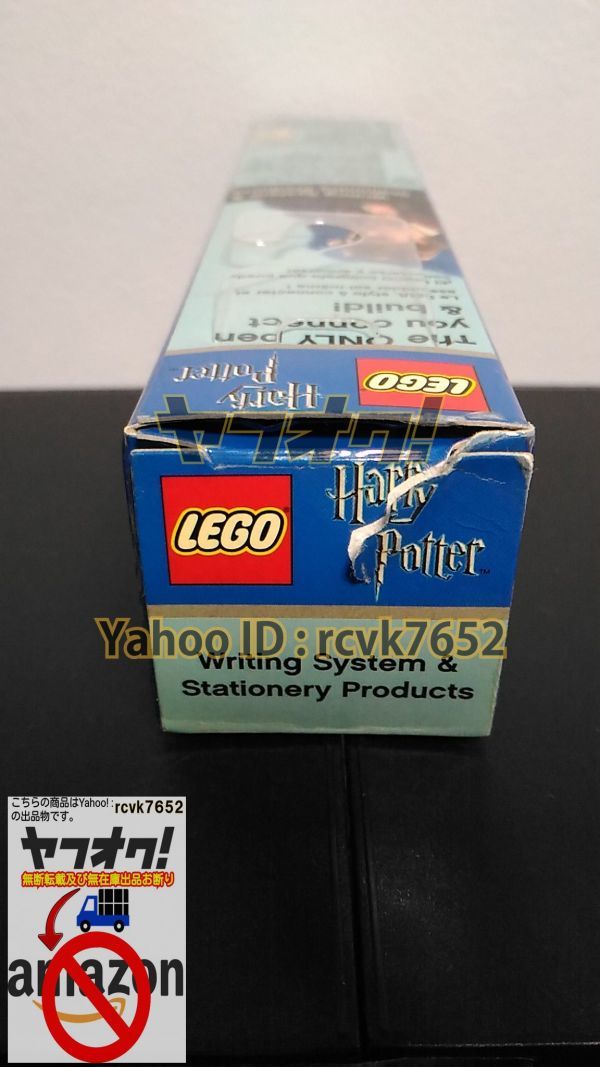 The ONLY pen
you connect
& build!
LEGO
Harry
Potter
ヤフオク!
LEGO
Harry
Potter™
Yahoo ID : rcvk7652
Writing System &
Stationery Products
こちらの商品はYahoo! : rcvk7652
の出品物です。
ヤフオク!
無断転載及び無在庫出品お断り
amazon